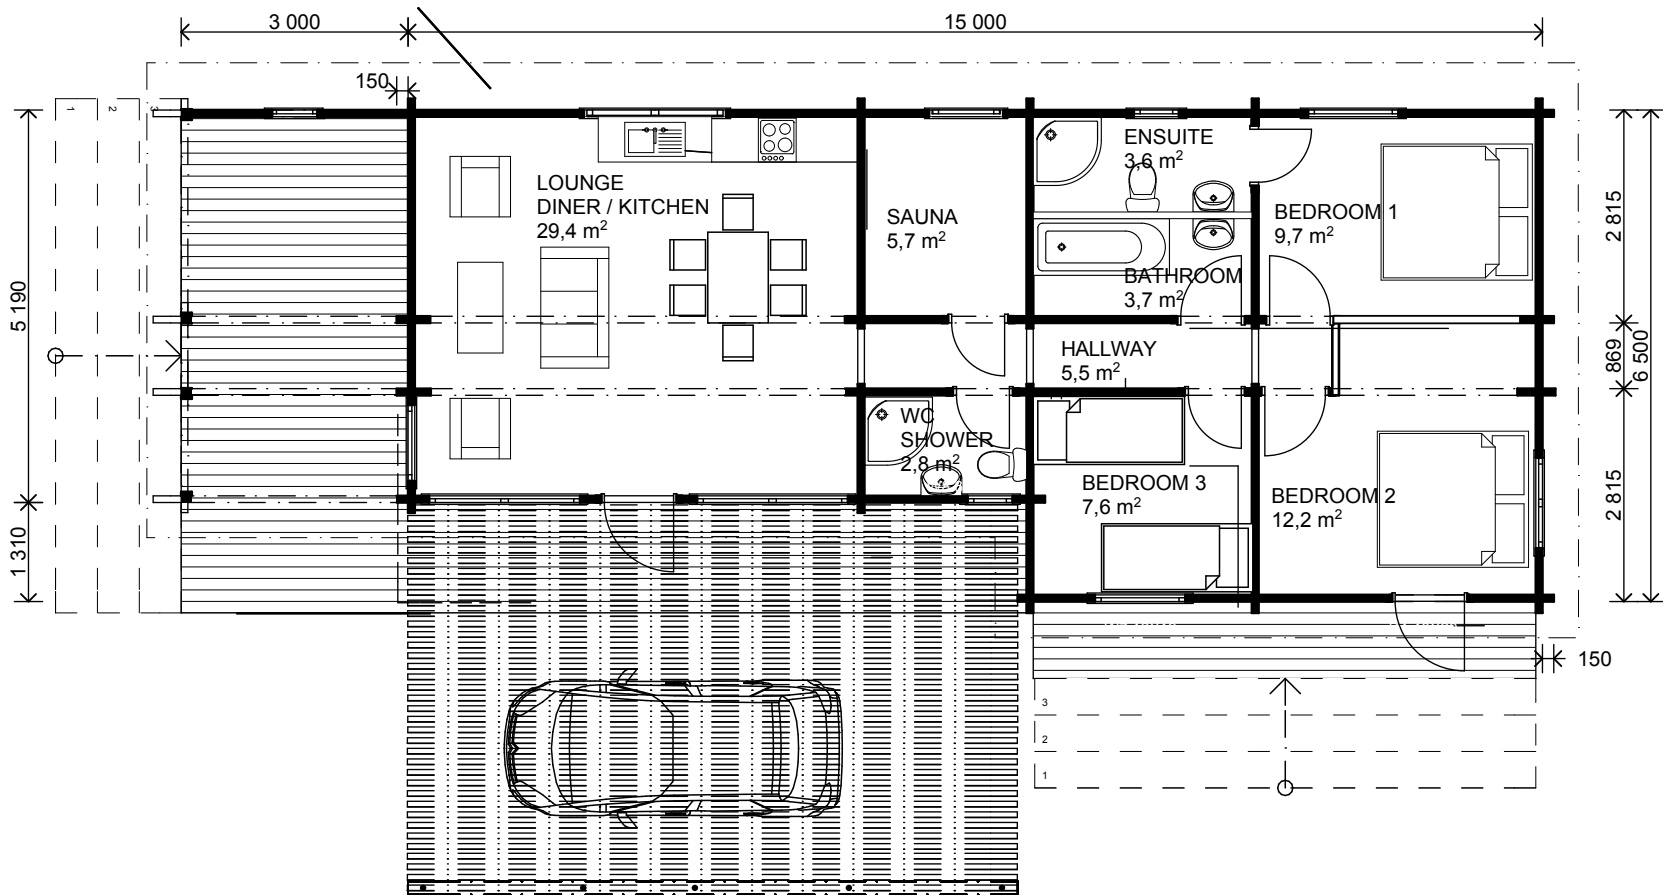 3 000
15 000
150
1
2
3
ENSUITE
3,6 m²
LOUNGE
DINER / KITCHEN
29,4 m²
SAUNA
5,7 m²
BEDROOM 1
9,7 m²
BATHROOM
3,7 m²
HALLWAY
5,5 m²
WC
SHOWER
2,8 m²
BEDROOM 3
7,6 m²
BEDROOM 2
12,2 m²
5 190
1 310
2 815
869
6 500
2 815
150
3
2
1